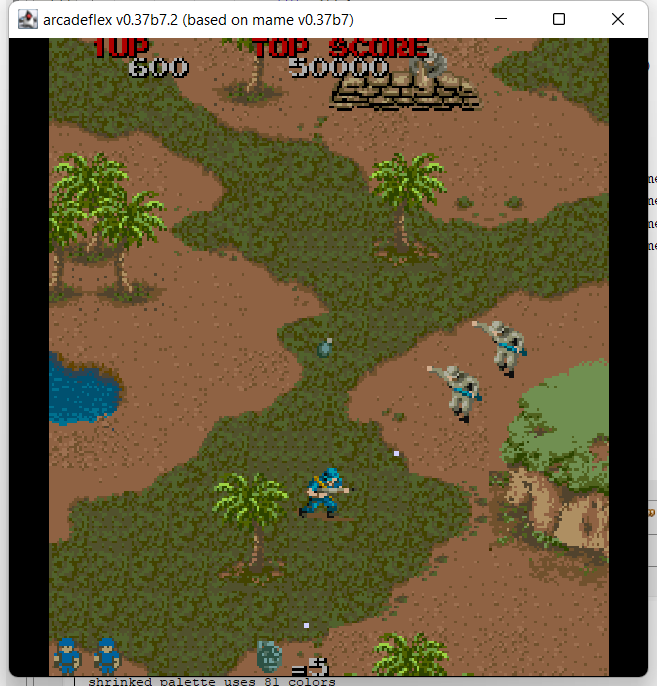 arcadeflex v0.37b7.2 (based on mame v0.37b7)
1UP TOP SCORE
600 50000
=5
shrinked palette uses 81 colors